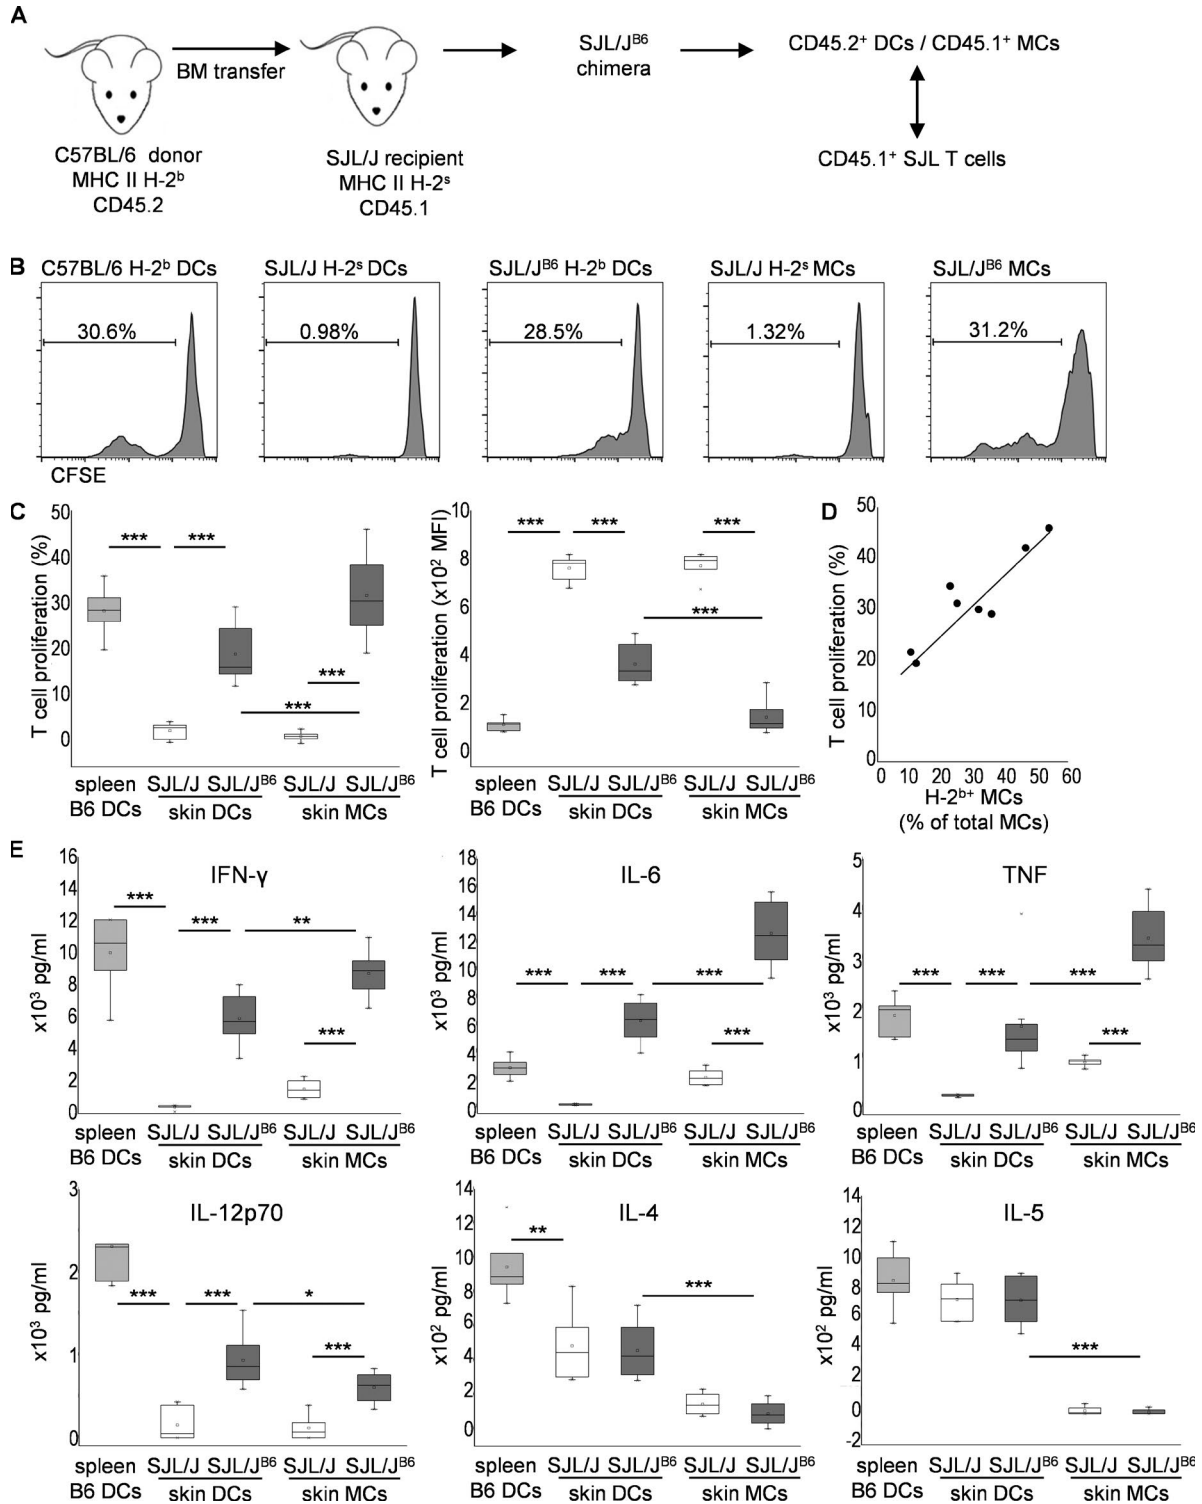 A
BM transfer
C57BL/6 donor
MHC II H-2ᵇ
CD45.2
SJL/J recipient
MHC II H-2ˢ
CD45.1
SJL/Jᴮ⁶
chimera
CD45.2⁺ DCs / CD45.1⁺ MCs
CD45.1⁺ SJL T cells
B
C57BL/6 H-2ᵇ DCs
SJL/J H-2ˢ DCs
SJL/Jᴮ⁶ H-2ᵇ DCs
SJL/J H-2ˢ MCs
SJL/Jᴮ⁶ MCs
30.6%
0.98%
28.5%
1.32%
31.2%
CFSE
C
T cell proliferation (%)
50
40
30
20
10
0
*** ***
***
***
spleen SJL/J SJL/Jᴮ⁶ SJL/J SJL/Jᴮ⁶
B6 DCs skin DCs skin MCs
T cell proliferation (x10² MFI)
10
8
6
4
2
0
*** *** ***
***
spleen SJL/J SJL/Jᴮ⁶ SJL/J SJL/Jᴮ⁶
B6 DCs skin DCs skin MCs
D
T cell proliferation (%)
50
40
30
20
10
0
0 10 20 30 40 50 60
H-2ᵇ⁺ MCs
(% of total MCs)
E
IFN-γ
x10³ pg/ml
16
14
12
10
8
6
4
2
0
***
*** **
***
spleen SJL/J SJL/Jᴮ⁶ SJL/J SJL/Jᴮ⁶
B6 DCs skin DCs skin MCs
IL-6
x10³ pg/ml
18
16
14
12
10
8
6
4
2
0
*** *** ***
***
spleen SJL/J SJL/Jᴮ⁶ SJL/J SJL/Jᴮ⁶
B6 DCs skin DCs skin MCs
TNF
x10³ pg/ml
5
4
3
2
1
0
*** *** ***
***
spleen SJL/J SJL/Jᴮ⁶ SJL/J SJL/Jᴮ⁶
B6 DCs skin DCs skin MCs
IL-12p70
x10³ pg/ml
3
2
1
0
*** *** *
***
spleen SJL/J SJL/Jᴮ⁶ SJL/J SJL/Jᴮ⁶
B6 DCs skin DCs skin MCs
IL-4
x10² pg/ml
14
12
10
8
6
4
2
0
**
***
spleen SJL/J SJL/Jᴮ⁶ SJL/J SJL/Jᴮ⁶
B6 DCs skin DCs skin MCs
IL-5
x10² pg/ml
14
12
10
8
6
4
2
0
-2
***
spleen SJL/J SJL/Jᴮ⁶ SJL/J SJL/Jᴮ⁶
B6 DCs skin DCs skin MCs